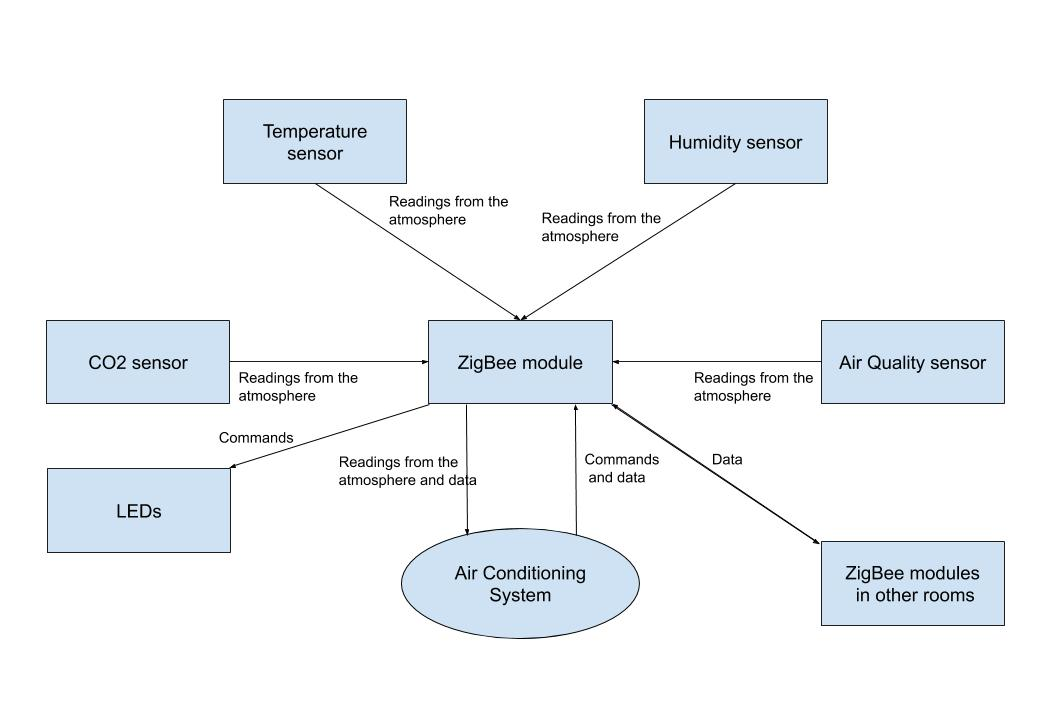 Temperature
sensor
Humidity sensor
Readings from the
atmosphere
Readings from the
atmosphere
CO2 sensor
ZigBee module
Air Quality sensor
Readings from the
atmosphere
Readings from the
atmosphere
Commands
Readings from the
atmosphere and data
Commands
and data
Data
LEDs
Air Conditioning
System
ZigBee modules
in other rooms